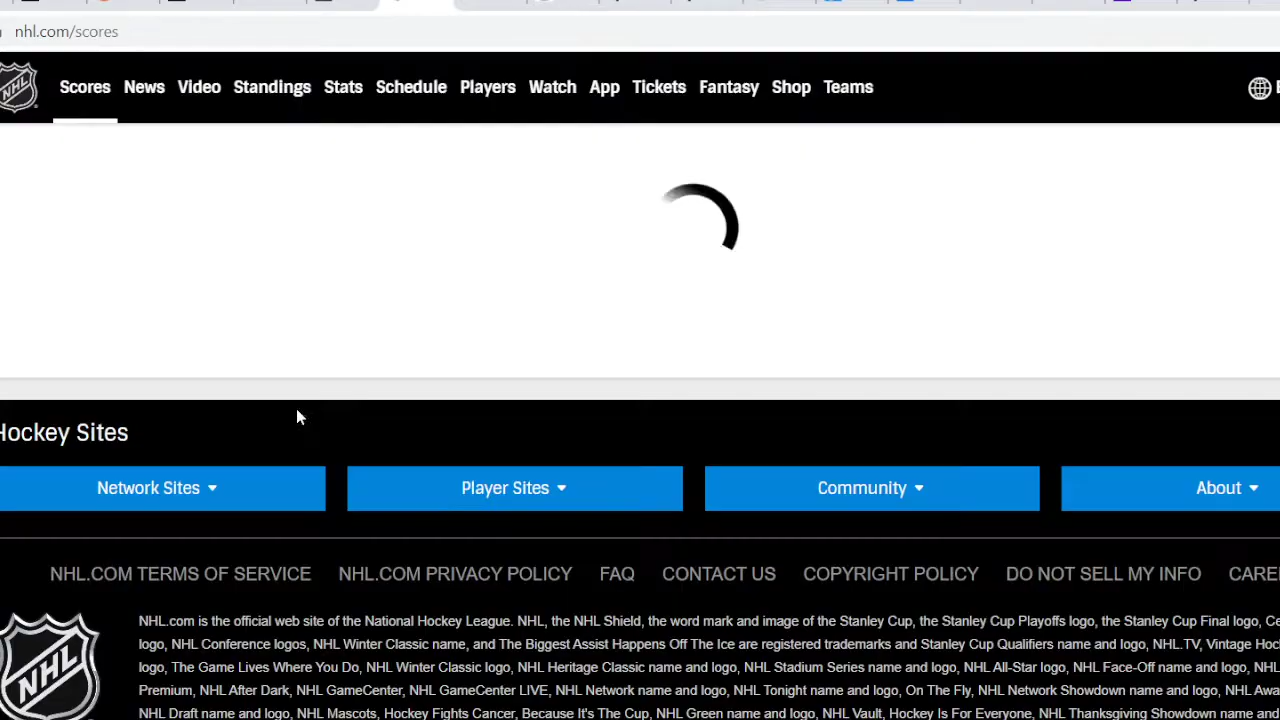 nhl.com/scores
NHL
Scores News Video Standings Stats Schedule Players Watch App Tickets Fantasy Shop Teams
Hockey Sites
Network Sites Player Sites Community About
NHL.COM TERMS OF SERVICE NHL.COM PRIVACY POLICY FAQ CONTACT US COPYRIGHT POLICY DO NOT SELL MY INFO CAREE
NHL
NHL.com is the official web site of the National Hockey League. NHL, the NHL Shield, the word mark and image of the Stanley Cup, the Stanley Cup Playoffs logo, the Stanley Cup Final logo, Ce
logo, NHL Conference logos, NHL Winter Classic name, and The Biggest Assist Happens Off The Ice are registered trademarks and Stanley Cup Qualifiers name and logo, NHL.TV, Vintage Hoc
logo, The Game Lives Where You Do, NHL Winter Classic logo, NHL Heritage Classic name and logo, NHL Stadium Series name and logo, NHL All-Star logo, NHL Face-Off name and logo, NHL
Premium, NHL After Dark, NHL GameCenter, NHL GameCenter LIVE, NHL Network name and logo, NHL Tonight name and logo, On The Fly, NHL Network Showdown name and logo, NHL Awa
NHL Draft name and logo, NHL Mascots, Hockey Fights Cancer, Because It's The Cup, NHL Green name and logo, NHL Vault, Hockey Is For Everyone, NHL Thanksgiving Showdown name and